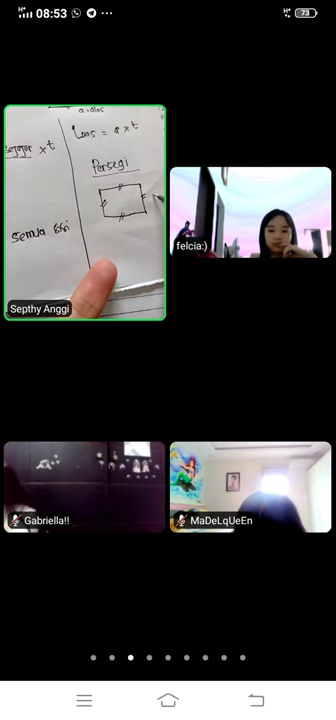 08:53
73
a = alas
Luas = a x t
x t
Persegi
semua sisi
Septhy Anggi
felcia:)
Gabriella!!
MaDeLqUeEn